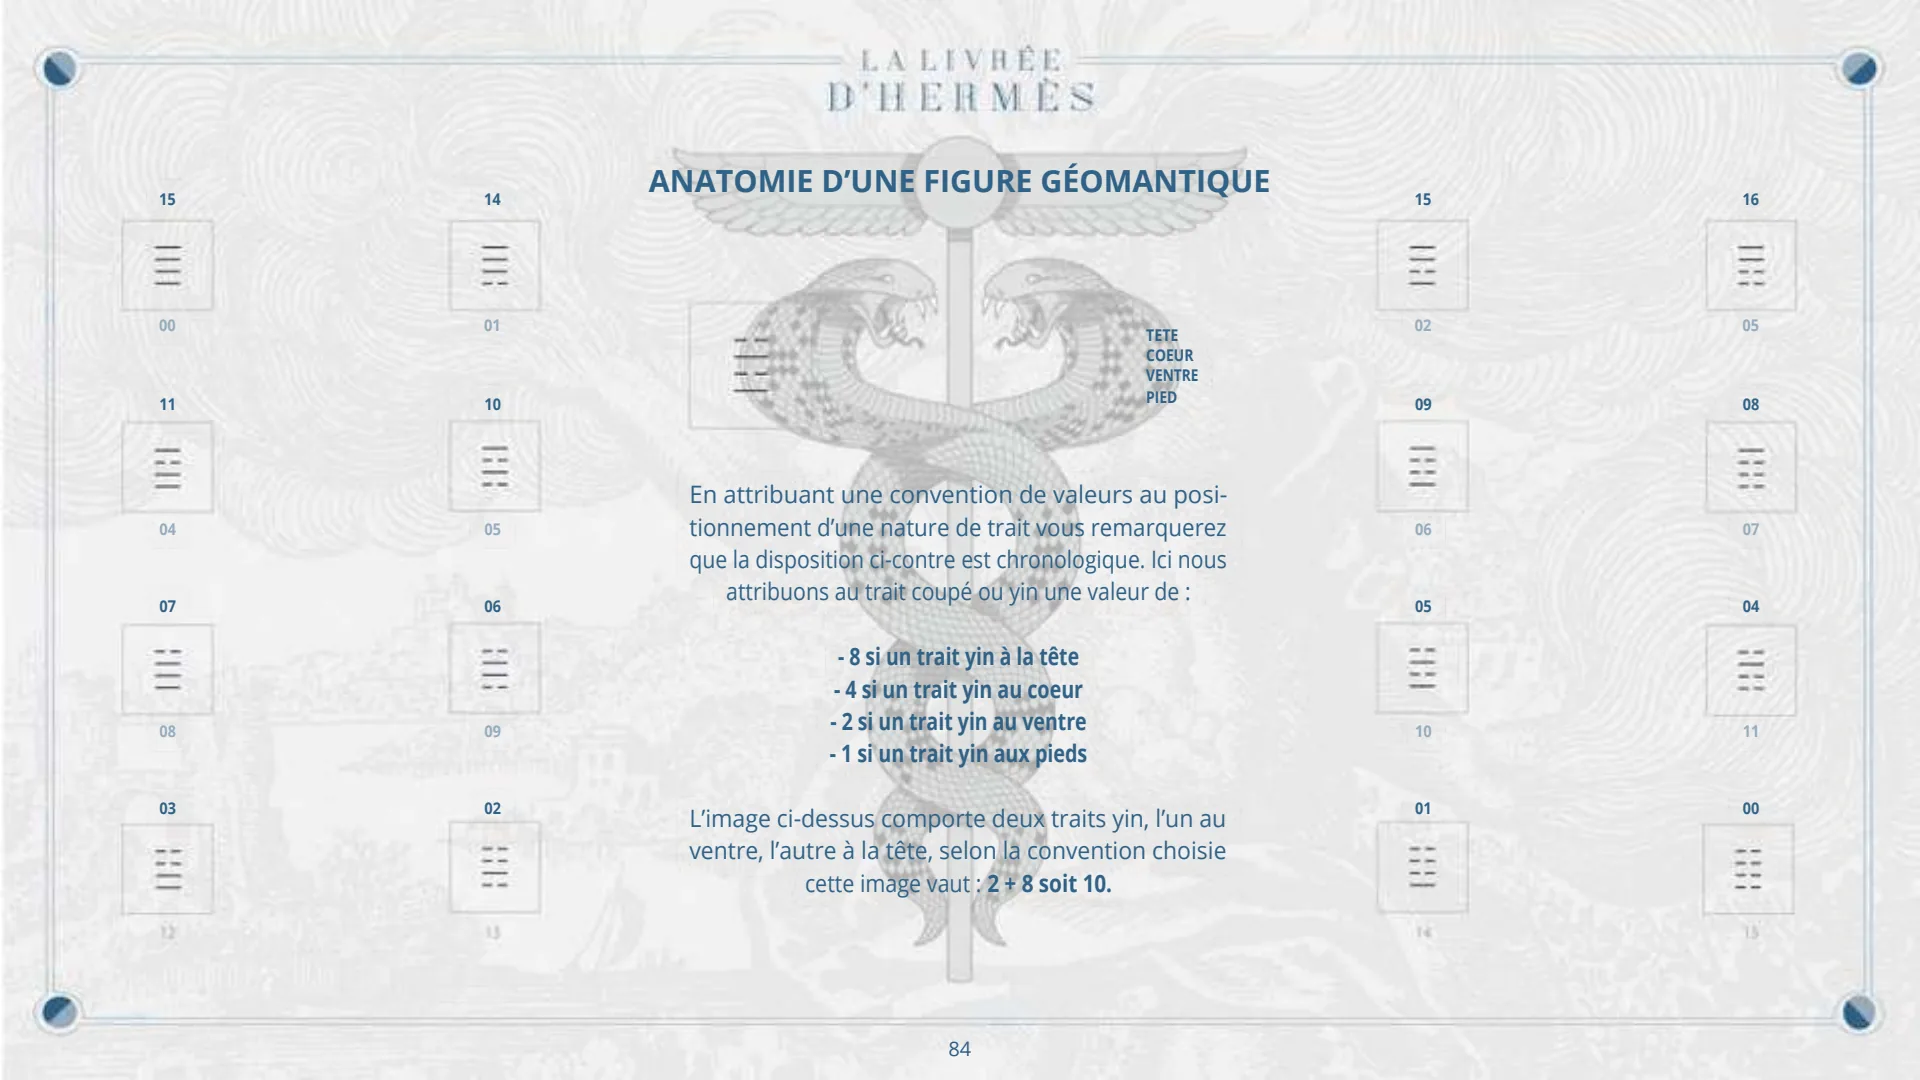 LA LIVRÉE
D'HERMÈS
ANATOMIE D’UNE FIGURE GÉOMANTIQUE
15 14 15 16
00 01 02 05
TETE
COEUR
VENTRE
PIED
11 10 09 08
04 05 06 07
En attribuant une convention de valeurs au posi-
tionnement d’une nature de trait vous remarquerez
que la disposition ci-contre est chronologique. Ici nous
attribuons au trait coupé ou yin une valeur de :
07 06 05 04
- 8 si un trait yin à la tête
- 4 si un trait yin au coeur
- 2 si un trait yin au ventre
- 1 si un trait yin aux pieds
08 09 10 11
03 02 01 00
L’image ci-dessus comporte deux traits yin, l’un au
ventre, l’autre à la tête, selon la convention choisie
cette image vaut : 2 + 8 soit 10.
12 13 14 15
84